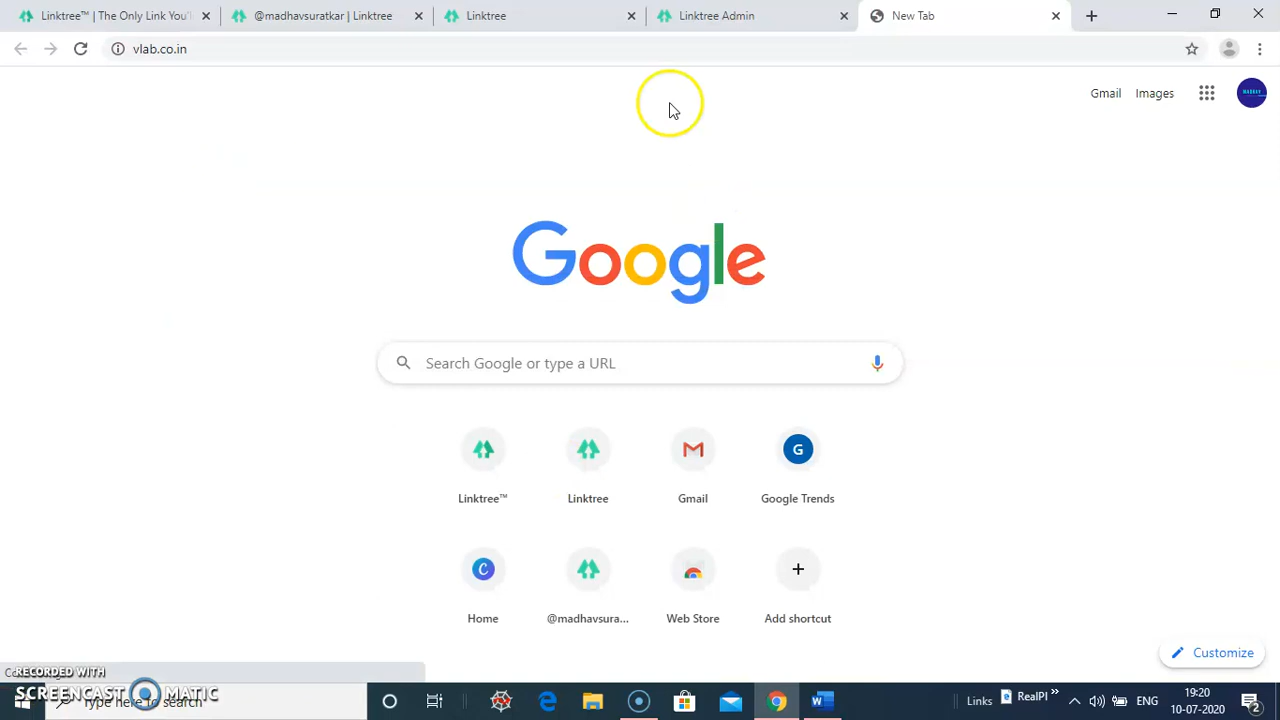 Linktree™ | The Only Link You'
@madhavsuratkar | Linktree
Linktree
Linktree Admin
New Tab
vlab.co.in
Gmail
Images
MADHAV
Google
Search Google or type a URL
Linktree™
Linktree
Gmail
G
Google Trends
C
Home
@madhavsura...
Web Store
Add shortcut
Customize
RECORDED WITH
SCREENCAST MATIC
Type here to search
Links
RealPl
ENG
19:20
10-07-2020
2